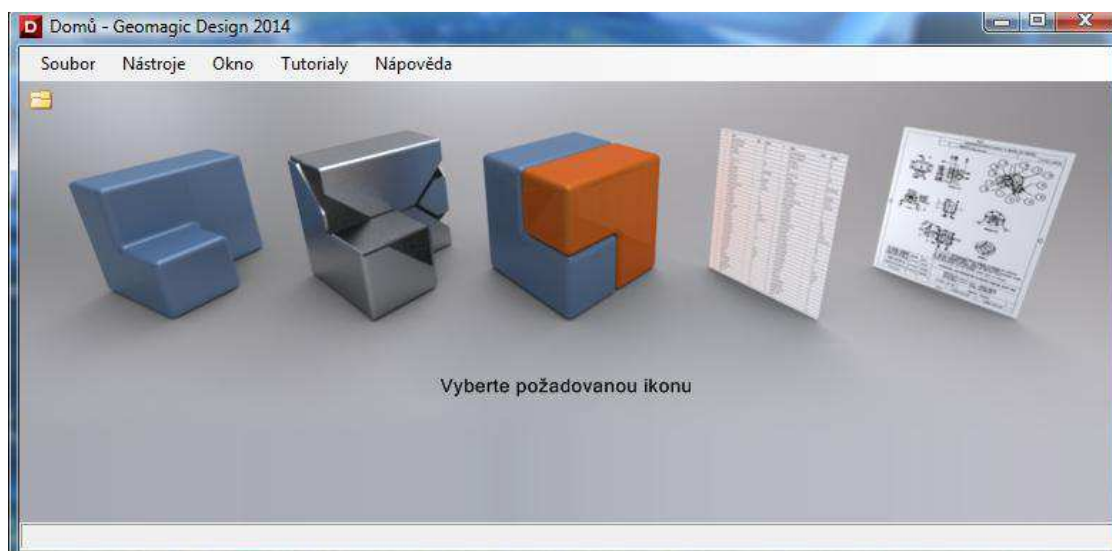 Domů - Geomagic Design 2014
Soubor Nástroje Okno Tutorialy Nápověda
Vyberte požadovanou ikonu